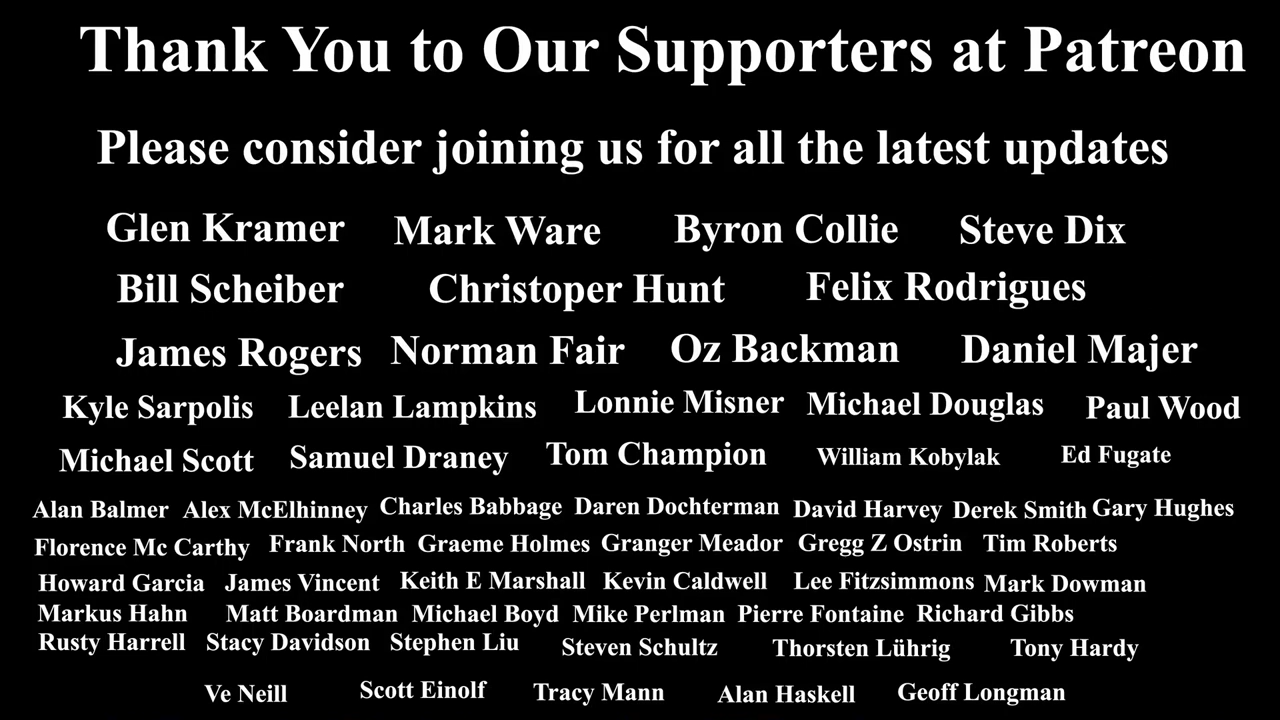 Thank You to Our Supporters at Patreon
Please consider joining us for all the latest updates
Glen Kramer Mark Ware Byron Collie Steve Dix
Bill Scheiber Christoper Hunt Felix Rodrigues
James Rogers Norman Fair Oz Backman Daniel Majer
Kyle Sarpolis Leelan Lampkins Lonnie Misner Michael Douglas Paul Wood
Michael Scott Samuel Draney Tom Champion William Kobylak Ed Fugate
Alan Balmer Alex McElhinney Charles Babbage Daren Dochterman David Harvey Derek Smith Gary Hughes
Florence Mc Carthy Frank North Graeme Holmes Granger Meador Gregg Z Ostrin Tim Roberts
Howard Garcia James Vincent Keith E Marshall Kevin Caldwell Lee Fitzsimmons Mark Dowman
Markus Hahn Matt Boardman Michael Boyd Mike Perlman Pierre Fontaine Richard Gibbs
Rusty Harrell Stacy Davidson Stephen Liu Steven Schultz Thorsten Lührig Tony Hardy
Ve Neill Scott Einolf Tracy Mann Alan Haskell Geoff Longman